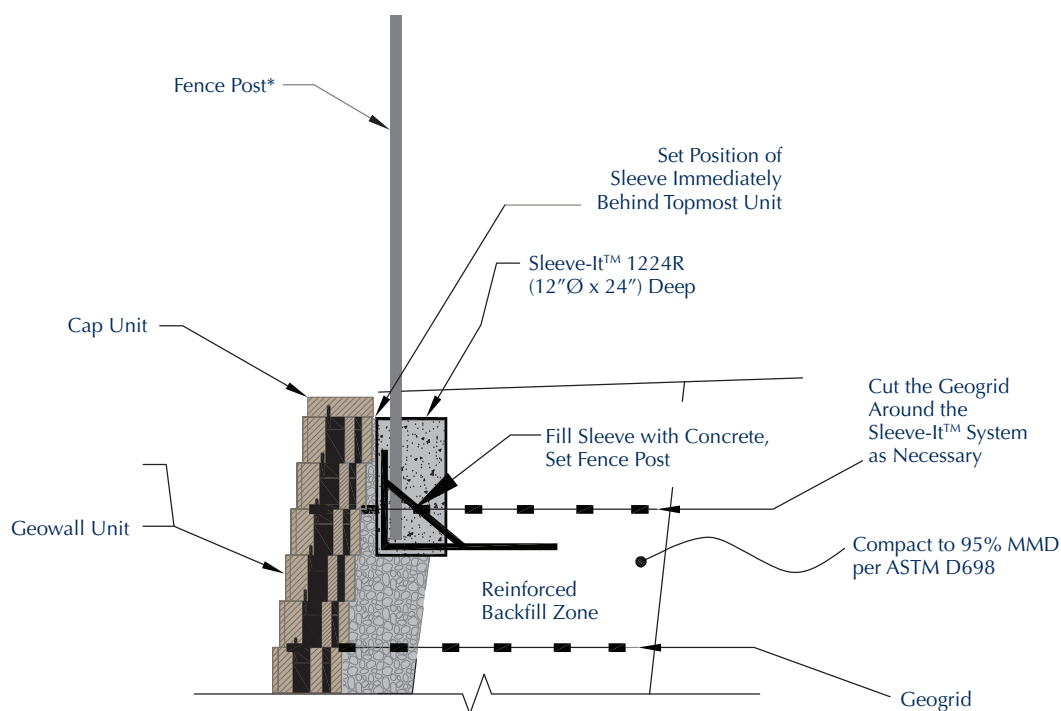 Fence Post*
Set Position of
Sleeve Immediately
Behind Topmost Unit
Sleeve-It™ 1224R
(12”Ø x 24”) Deep
Cap Unit
Cut the Geogrid
Around the
Sleeve-It™ System
as Necessary
Fill Sleeve with Concrete,
Set Fence Post
Geowall Unit
Compact to 95% MMD
per ASTM D698
Reinforced
Backfill Zone
Geogrid